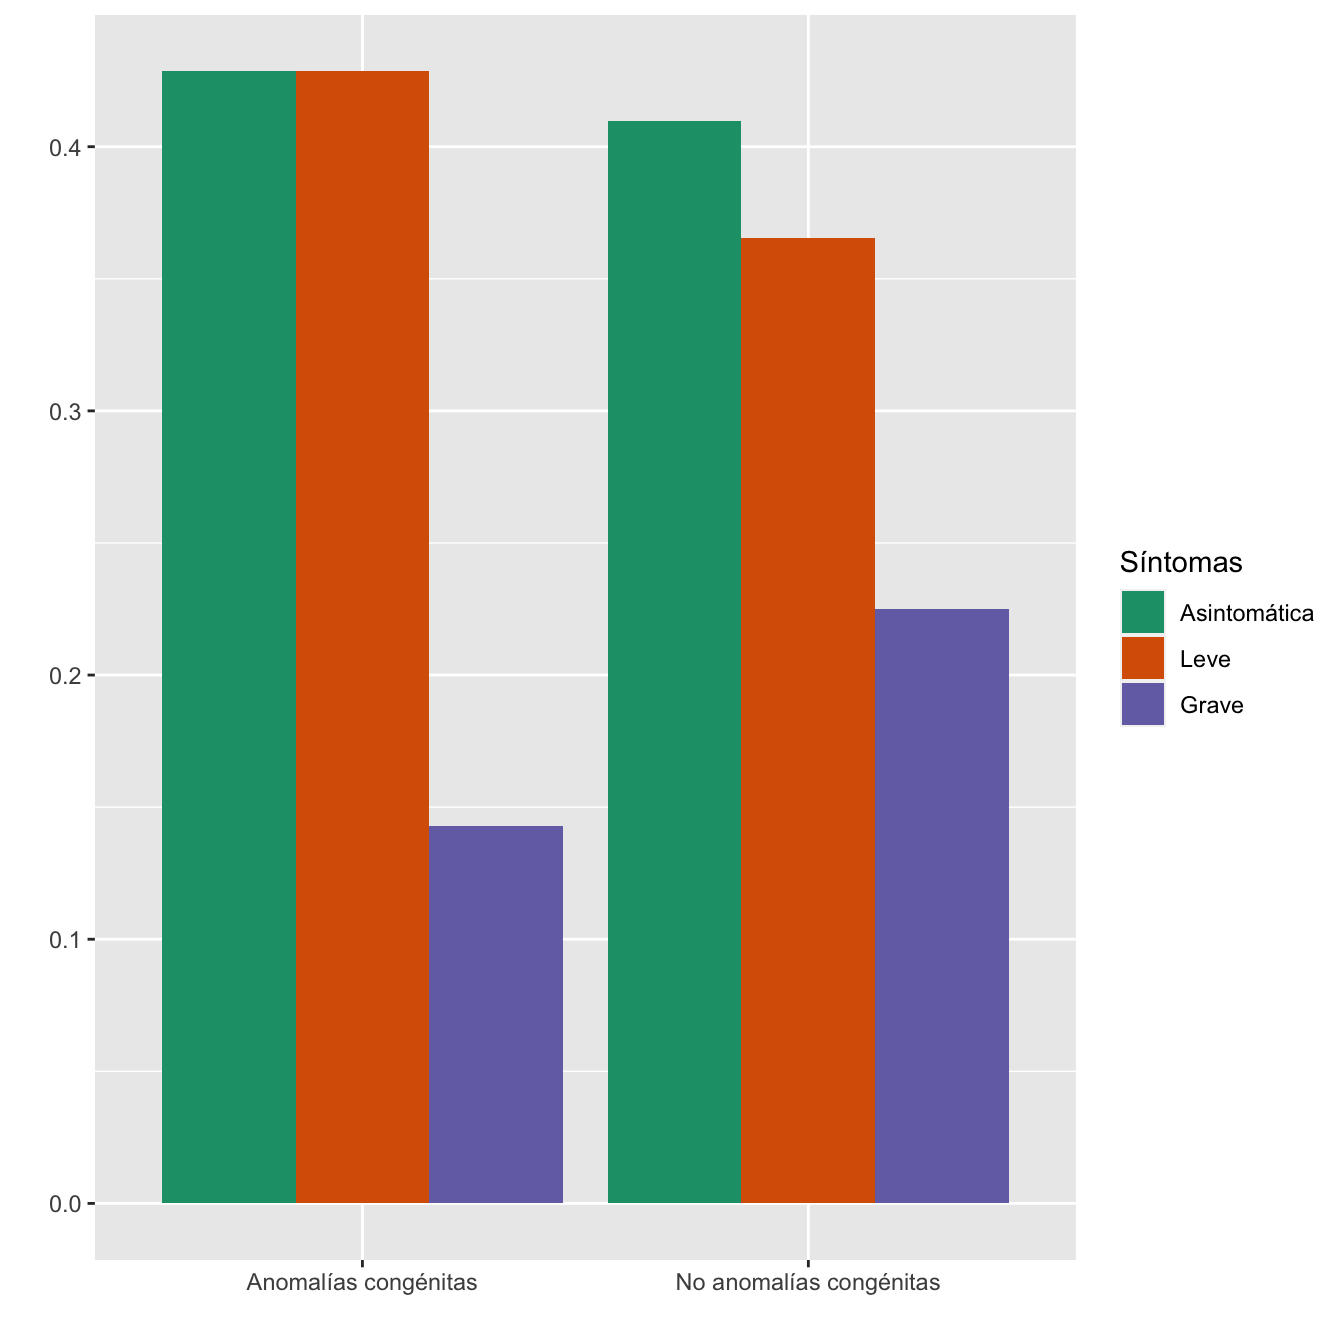 0.4
0.3
0.2
0.1
0.0
Anomalías congénitas
No anomalías congénitas
Síntomas
Asintomática
Leve
Grave